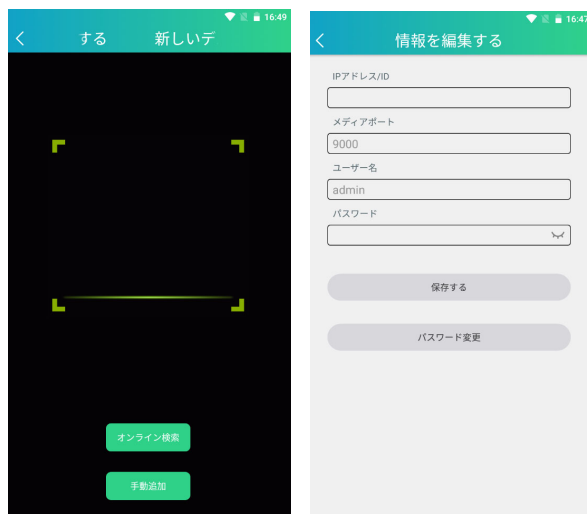 16:49
する 新しいデ
オンライン検索
手動追加
16:47
情報を編集する
IPアドレス/ID
メディアポート
9000
ユーザー名
admin
パスワード
保存する
パスワード変更